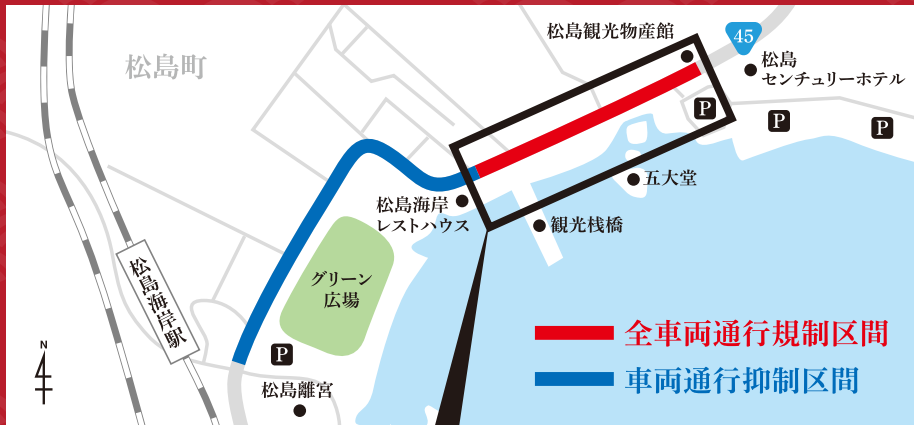 松島観光物産館
45
松島
センチュリーホテル
松島町
P
P
P
五大堂
松島海岸
レストハウス
観光桟橋
松島海岸駅
グリーン
広場
全車両通行規制区間
車両通行抑制区間
N
P
松島離宮